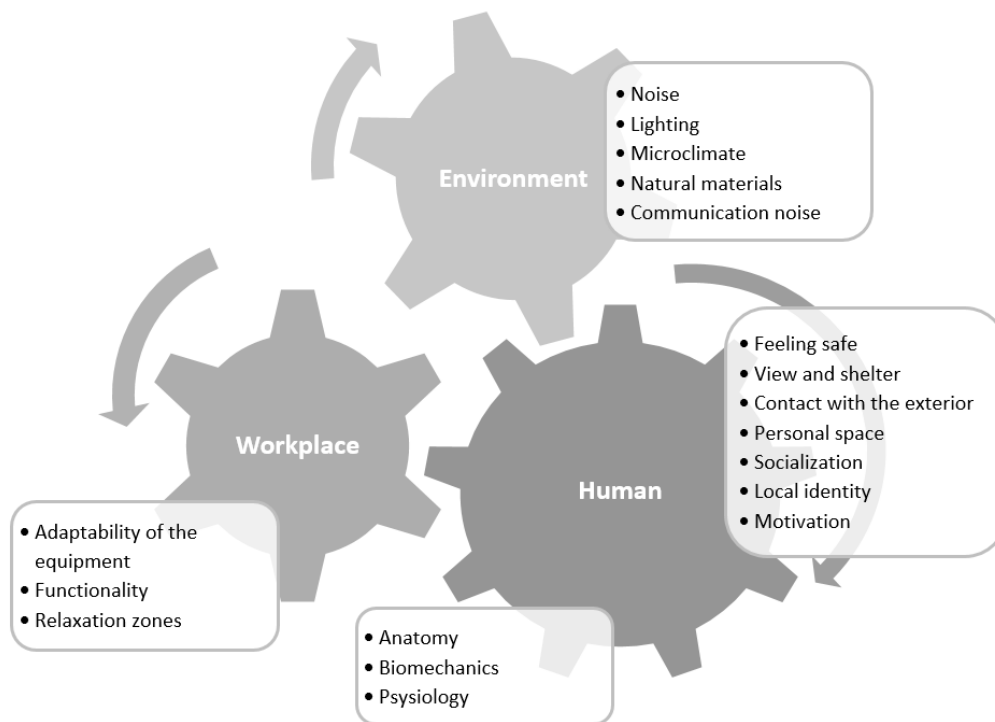 Environment
• Noise
• Lighting
• Microclimate
• Natural materials
• Communication noise
Workplace
• Adaptability of the
equipment
• Functionality
• Relaxation zones
Human
• Feeling safe
• View and shelter
• Contact with the exterior
• Personal space
• Socialization
• Local identity
• Motivation
• Anatomy
• Biomechanics
• Psysiology